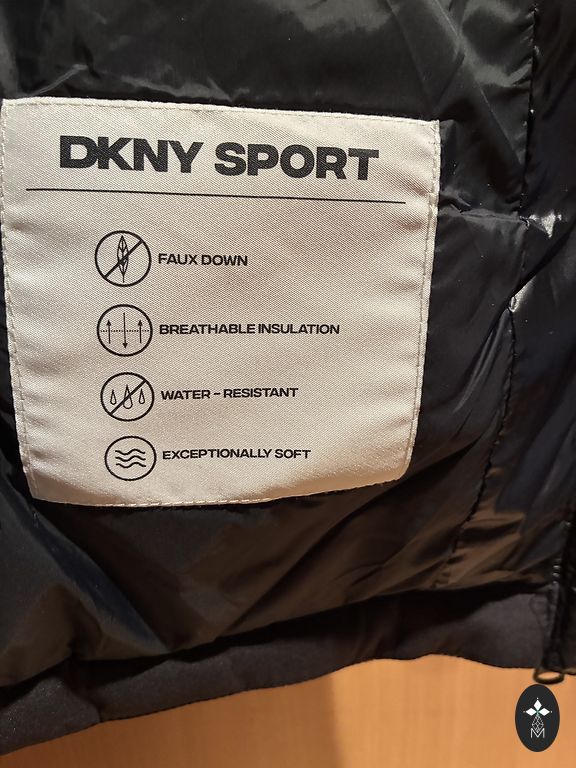 DKNY SPORT
FAUX DOWN
BREATHABLE INSULATION
WATER - RESISTANT
EXCEPTIONALLY SOFT
M